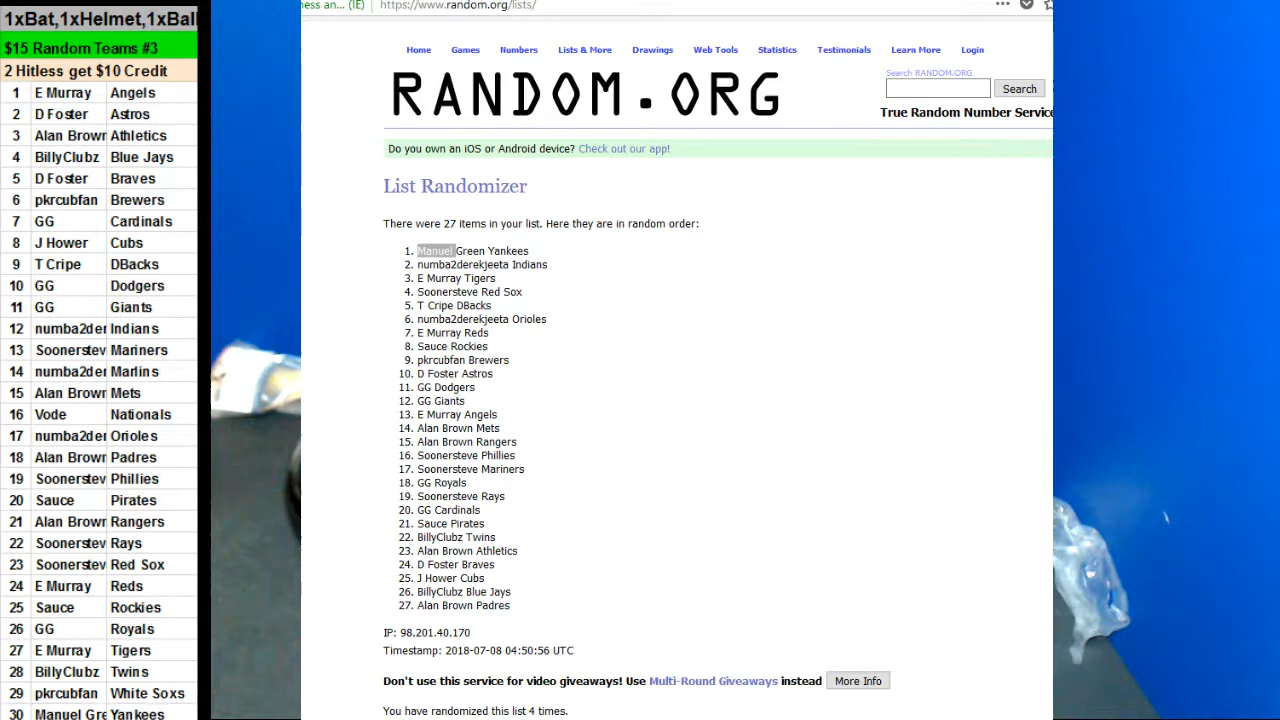 1xBat,1xHelmet,1xBall
$15 Random Teams #3
2 Hitless get $10 Credit
1 E Murray Angels
2 D Foster Astros
3 Alan Brown Athletics
4 BillyClubz Blue Jays
5 D Foster Braves
6 pkrcubfan Brewers
7 GG Cardinals
8 J Hower Cubs
9 T Cripe DBacks
10 GG Dodgers
11 GG Giants
12 numba2der Indians
13 Soonerstev Mariners
14 numba2der Marlins
15 Alan Brown Mets
16 Vode Nationals
17 numba2der Orioles
18 Alan Brown Padres
19 Soonerstev Phillies
20 Sauce Pirates
21 Alan Brown Rangers
22 Soonerstev Rays
23 Soonerstev Red Sox
24 E Murray Reds
25 Sauce Rockies
26 GG Royals
27 E Murray Tigers
28 BillyClubz Twins
29 pkrcubfan White Soxs
30 Manuel Gre Yankees
ness an... (IE) https://www.random.org/lists/
Home Games Numbers Lists & More Drawings Web Tools Statistics Testimonials Learn More Login
RANDOM.ORG
Search RANDOM.ORG
Search
True Random Number Service
Do you own an iOS or Android device? Check out our app!
List Randomizer
There were 27 items in your list. Here they are in random order:
1. Manuel Green Yankees
2. numba2derekjeeta Indians
3. E Murray Tigers
4. Soonersteve Red Sox
5. T Cripe DBacks
6. numba2derekjeeta Orioles
7. E Murray Reds
8. Sauce Rockies
9. pkrcubfan Brewers
10. D Foster Astros
11. GG Dodgers
12. GG Giants
13. E Murray Angels
14. Alan Brown Mets
15. Alan Brown Rangers
16. Soonersteve Phillies
17. Soonersteve Mariners
18. GG Royals
19. Soonersteve Rays
20. GG Cardinals
21. Sauce Pirates
22. BillyClubz Twins
23. Alan Brown Athletics
24. D Foster Braves
25. J Hower Cubs
26. BillyClubz Blue Jays
27. Alan Brown Padres
IP: 98.201.40.170
Timestamp: 2018-07-08 04:50:56 UTC
Don't use this service for video giveaways! Use Multi-Round Giveaways instead More Info
You have randomized this list 4 times.